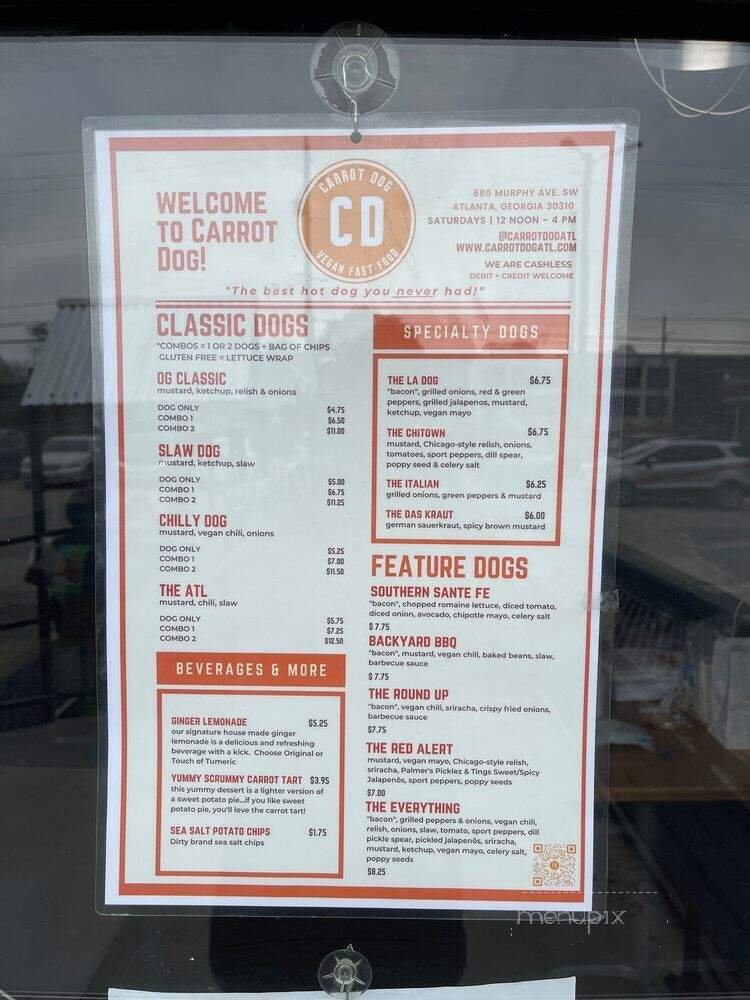 WELCOME
TO CARROT
DOG!
CARROT DOG
CD
VEGAN FAST FOOD
680 MURPHY AVE. SW
ATLANTA, GEORGIA 30310
SATURDAYS | 12 NOON - 4 PM
@CARROTDOGATL
WWW.CARROTDOGATL.COM
WE ARE CASHLESS
DEBIT + CREDIT WELCOME
"The best hot dog you never had!"
CLASSIC DOGS
*COMBOS = 1 OR 2 DOGS + BAG OF CHIPS
GLUTEN FREE = LETTUCE WRAP
OG CLASSIC
mustard, ketchup, relish & onions
DOG ONLY $4.75
COMBO 1 $6.50
COMBO 2 $11.00
SLAW DOG
mustard, ketchup, slaw
DOG ONLY $5.00
COMBO 1 $6.75
COMBO 2 $11.25
CHILLY DOG
mustard, vegan chili, onions
DOG ONLY $5.25
COMBO 1 $7.00
COMBO 2 $11.50
THE ATL
mustard, chili, slaw
DOG ONLY $5.75
COMBO 1 $7.25
COMBO 2 $12.50
BEVERAGES & MORE
GINGER LEMONADE $5.25
our signature house made ginger
lemonade is a delicious and refreshing
beverage with a kick. Choose Original or
Touch of Tumeric
YUMMY SCRUMMY CARROT TART $3.95
this yummy dessert is a lighter version of
a sweet potato pie...if you like sweet
potato pie, you'll love the carrot tart!
SEA SALT POTATO CHIPS $1.75
Dirty brand sea salt chips
SPECIALTY DOGS
THE LA DOG $6.75
"bacon", grilled onions, red & green
peppers, grilled jalapenos, mustard,
ketchup, vegan mayo
THE CHITOWN $6.75
mustard, Chicago-style relish, onions,
tomatoes, sport peppers, dill spear,
poppy seed & celery salt
THE ITALIAN $6.25
grilled onions, green peppers & mustard
THE DAS KRAUT $6.00
german sauerkraut, spicy brown mustard
FEATURE DOGS
SOUTHERN SANTE FE
"bacon", chopped romaine lettuce, diced tomato,
diced onion, avocado, chipotle mayo, celery salt
$ 7.75
BACKYARD BBQ
"bacon", mustard, vegan chili, baked beans, slaw,
barbecue sauce
$ 7.75
THE ROUND UP
"bacon", vegan chili, sriracha, crispy fried onions,
barbecue sauce
$7.75
THE RED ALERT
mustard, vegan mayo, Chicago-style relish,
sriracha, Palmer's Picklez & Tings Sweet/Spicy
Jalapeños, sport peppers, poppy seeds
$7.00
THE EVERYTHING
"bacon", grilled peppers & onions, vegan chili,
relish, onions, slaw, tomato, sport peppers, dill
pickle spear, pickled jalapenõs, sriracha,
mustard, ketchup, vegan mayo, celery salt,
poppy seeds
$8.25
menupix